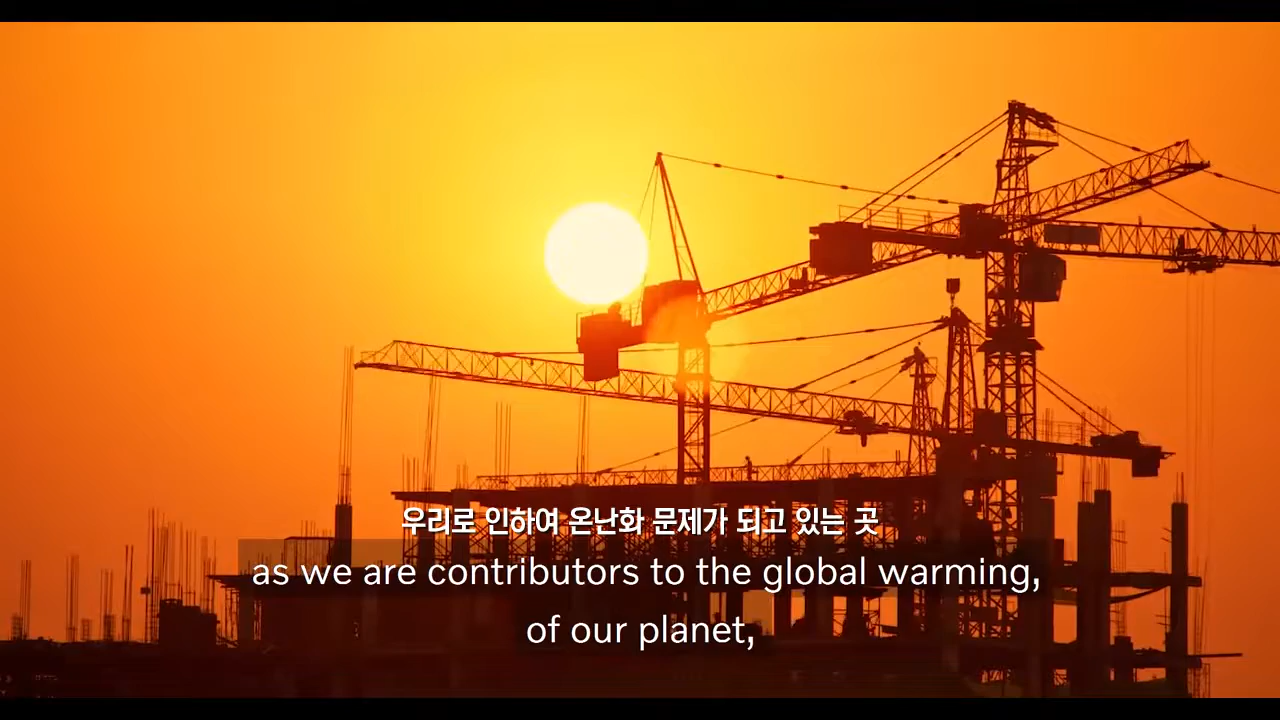 우리로 인하여 온난화 문제가 되고 있는 곳
as we are contributors to the global warming,
of our planet,